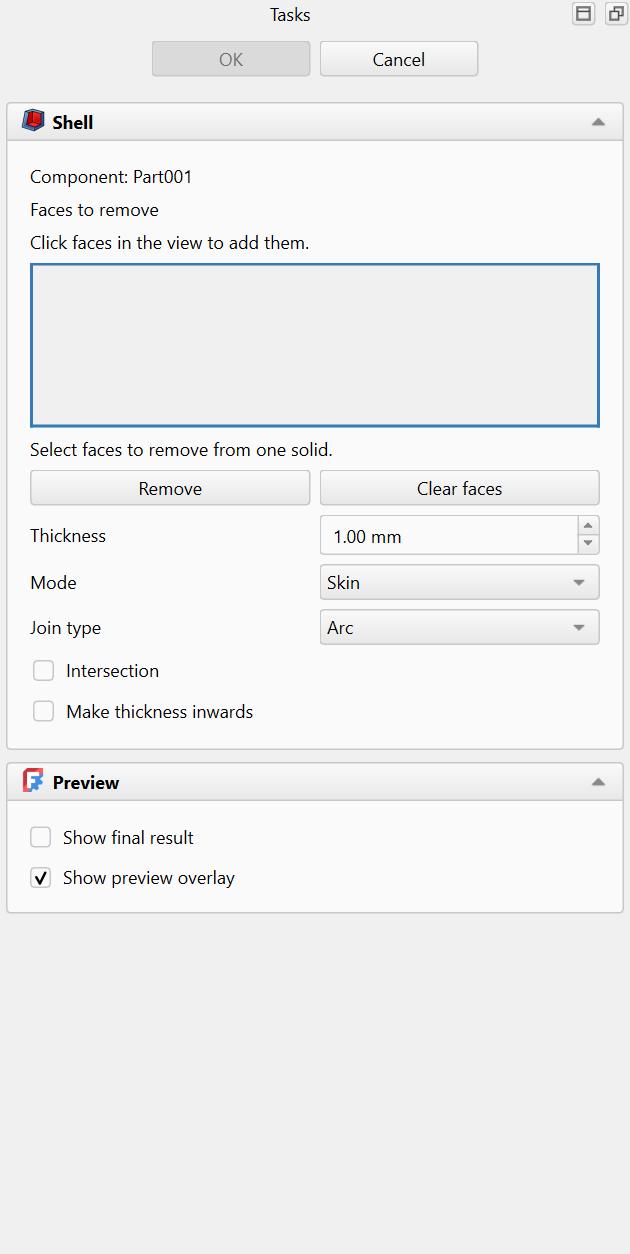 Tasks
OK Cancel
Shell
Component: Part001
Faces to remove
Click faces in the view to add them.
Select faces to remove from one solid.
Remove Clear faces
Thickness 1.00 mm
Mode Skin
Join type Arc
Intersection
Make thickness inwards
Preview
Show final result
Show preview overlay